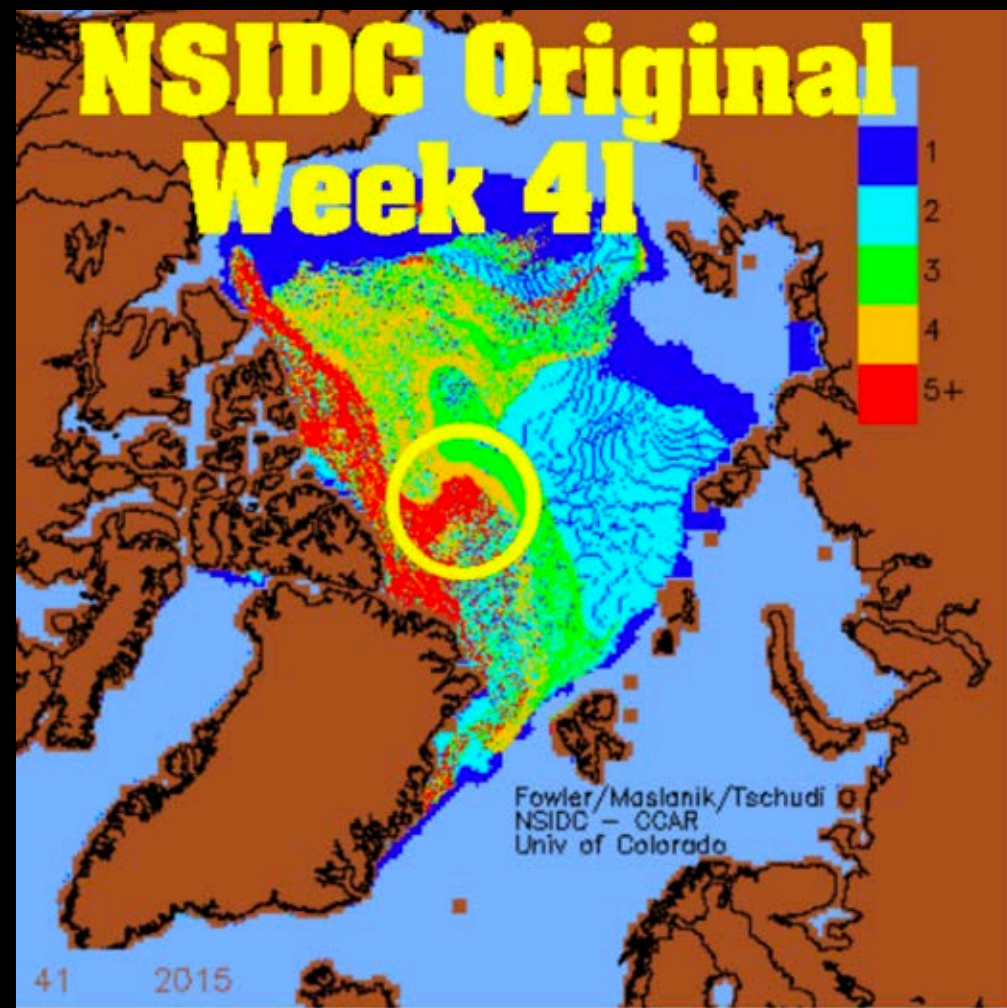 NSIDC Original
Week 41
1
2
3
4
5+
Fowler/Maslanik/Tschudi
NSIDC – CCAR
Univ of Colorado
41 2015